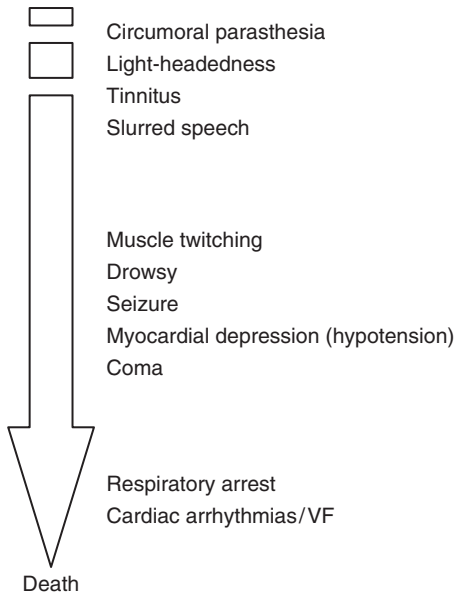 Circumoral parasthesia
Light-headedness
Tinnitus
Slurred speech
Muscle twitching
Drowsy
Seizure
Myocardial depression (hypotension)
Coma
Respiratory arrest
Cardiac arrhythmias/VF
Death